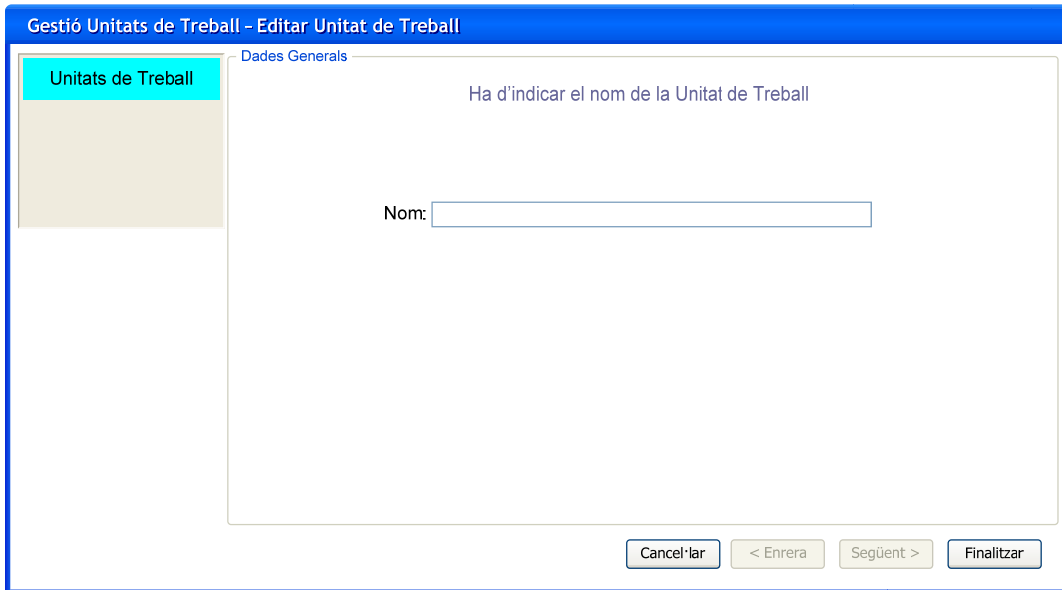 Gestió Unitats de Treball – Editar Unitat de Treball
Unitats de Treball
Dades Generals
Ha d'indicar el nom de la Unitat de Treball
Nom:
Cancel·lar
< Enrera
Següent >
Finalitzar